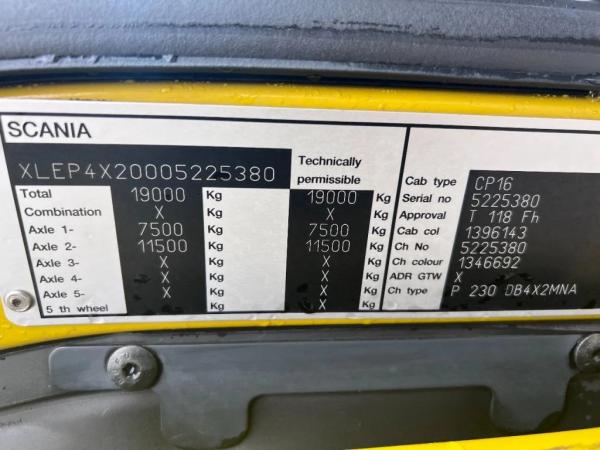 SCANIA
XLEP4X20005225380
Technically permissible
Total 19000 Kg 19000 Kg
Combination X Kg X Kg
Axle 1- 7500 Kg 7500 Kg
Axle 2- 11500 Kg 11500 Kg
Axle 3- X Kg X Kg
Axle 4- X Kg X Kg
Axle 5- X Kg X Kg
5 th wheel Kg Kg
Cab type CP16
Serial no 5225380
Approval T 118 Fh
Cab col 1396143
Ch No 5225380
Ch colour 1346692
ADR GTW X
Ch type P 230 DB4X2MNA